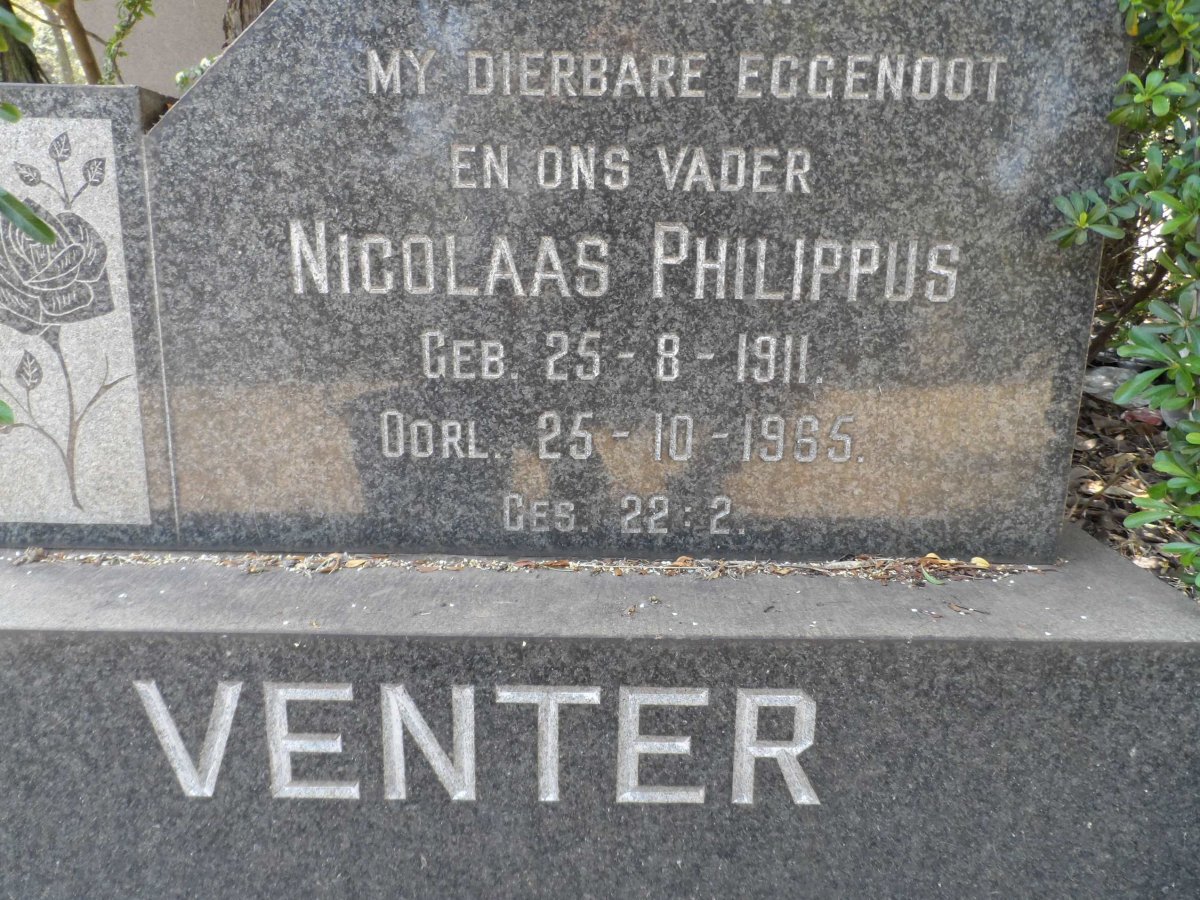 MY DIERBARE EGGENOOT
EN ONS VADER
NICOLAAS PHILIPPUS
GEB. 25-8-1911.
OORL. 25-10-1965.
GES. 22:2.
VENTER